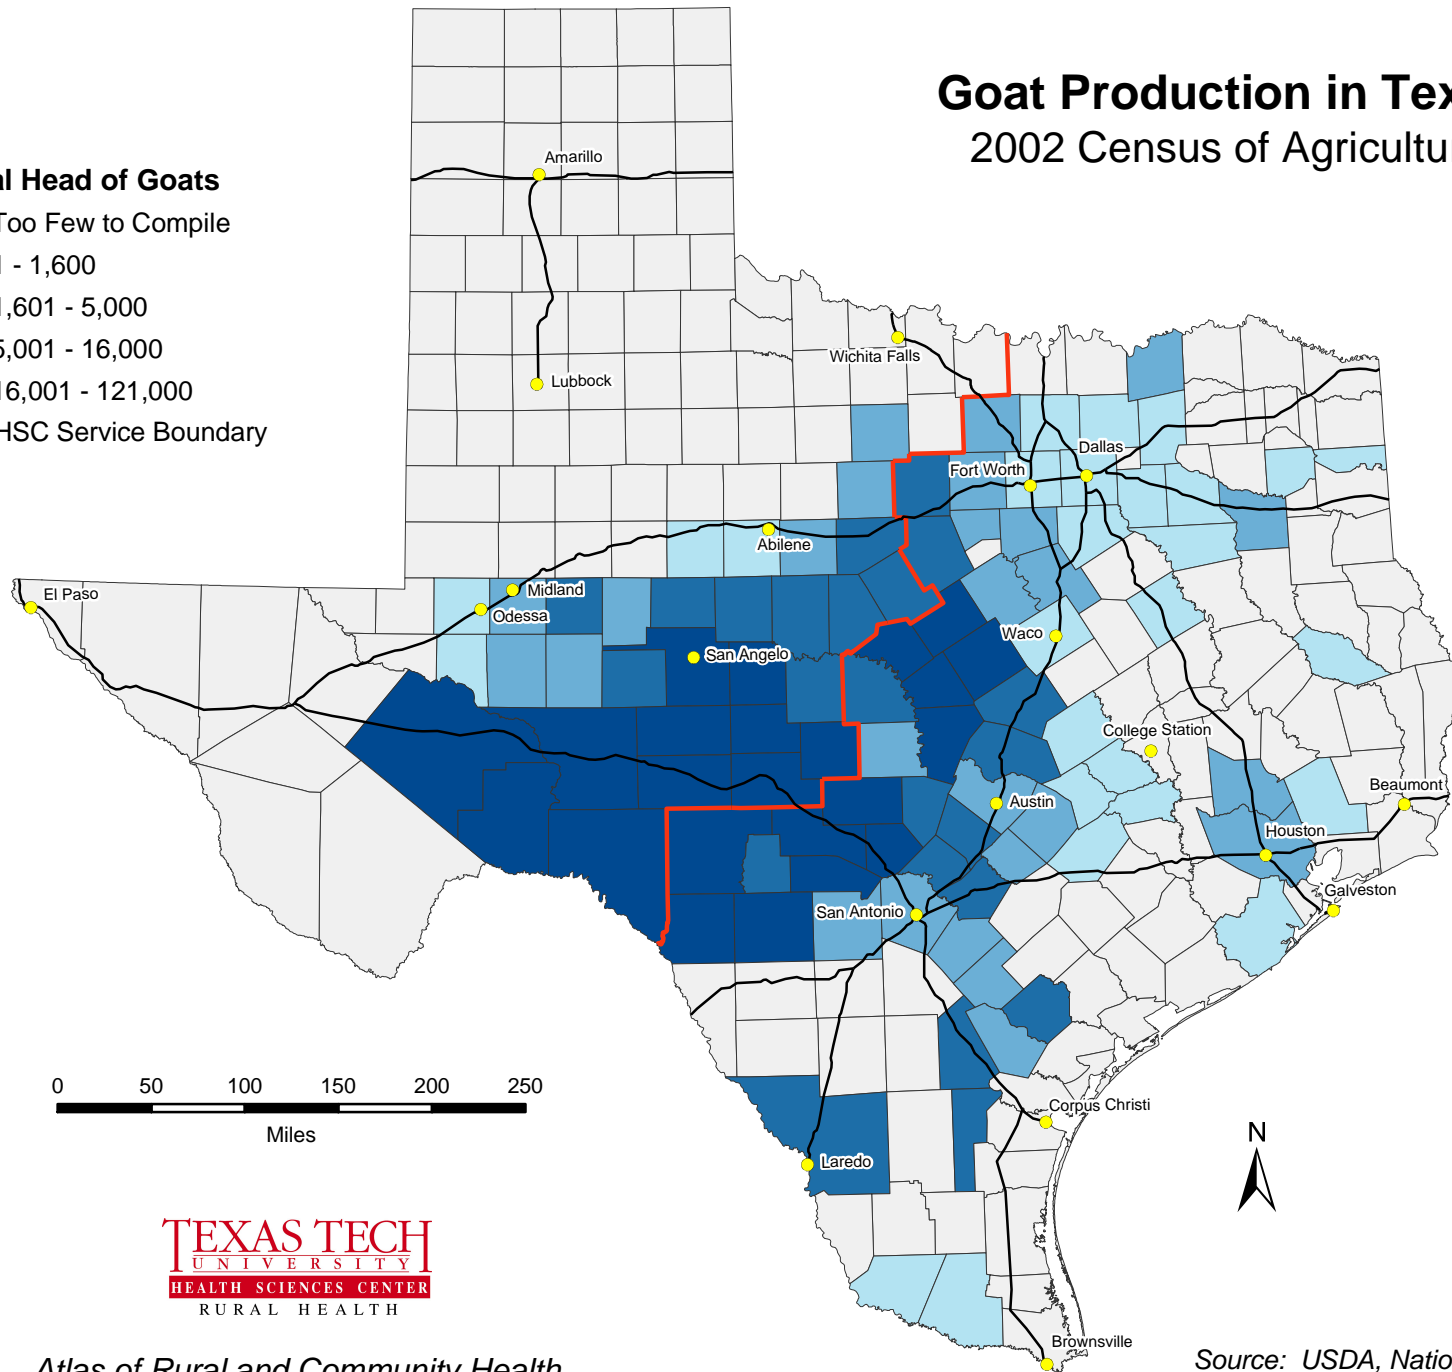 Goat Production in Tex
2002 Census of Agricultu
al Head of Goats
Too Few to Compile
1 - 1,600
1,601 - 5,000
5,001 - 16,000
16,001 - 121,000
HSC Service Boundary
Amarillo
Lubbock
Wichita Falls
Dallas
Fort Worth
Abilene
El Paso
Midland
Odessa
Waco
San Angelo
College Station
Beaumont
Austin
Houston
Galveston
San Antonio
Corpus Christi
Laredo
Brownsville
0 50 100 150 200 250
Miles
N
TEXAS TECH
UNIVERSITY
HEALTH SCIENCES CENTER
RURAL HEALTH
Atlas of Rural and Community Health
Source: USDA, Natio